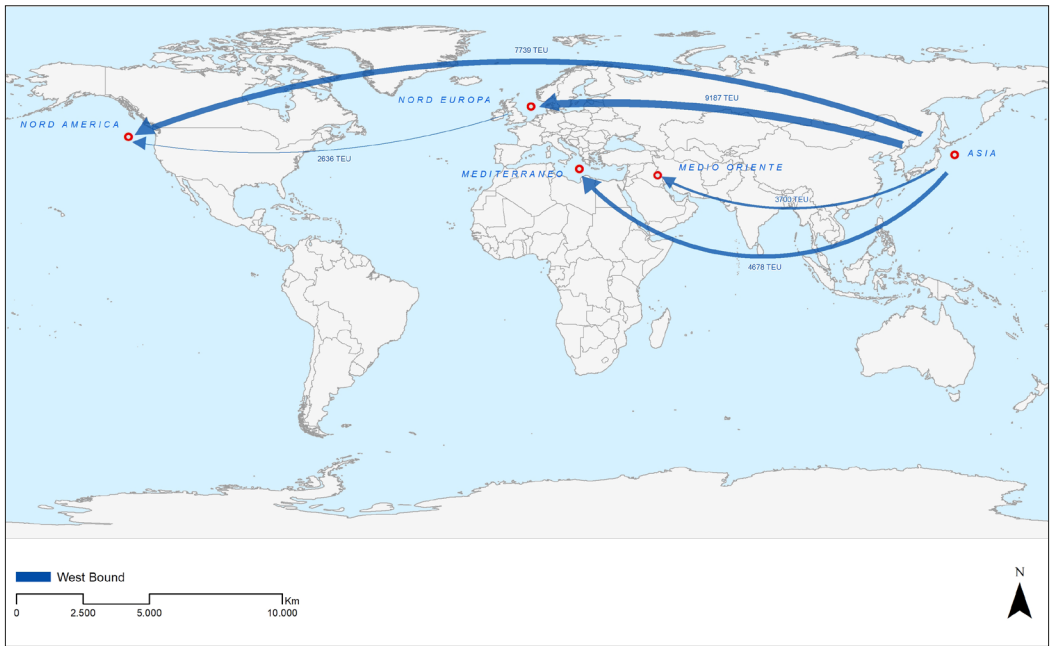 7739 TEU
NORD EUROPA
9187 TEU
NORD AMERICA
2636 TEU
ASIA
MEDITERRANEO
MEDIO ORIENTE
3700 TEU
4678 TEU
West Bound
Km
0 2.500 5.000 10.000
N